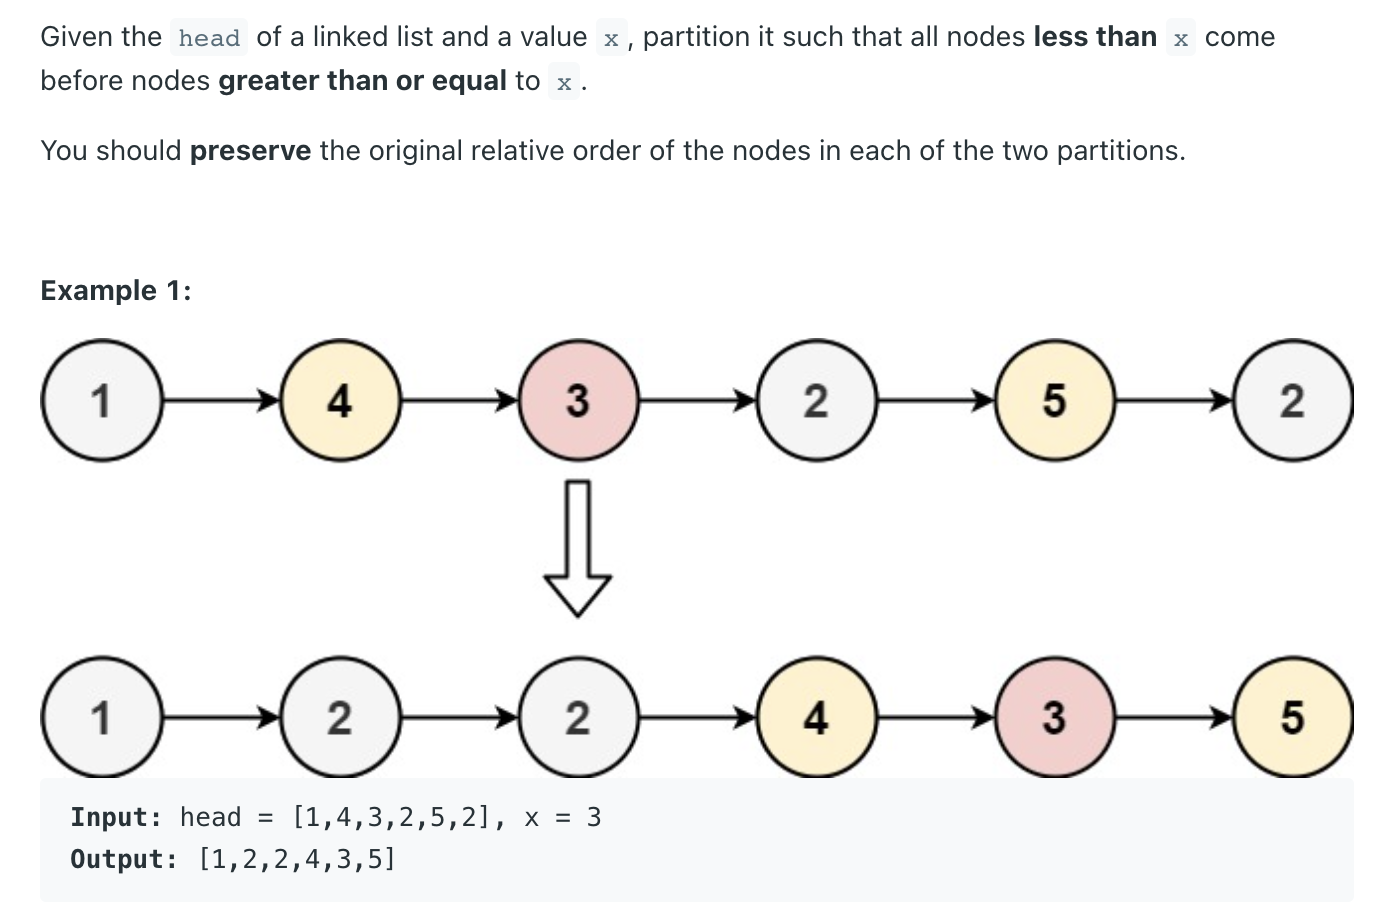 Given the head of a linked list and a value x, partition it such that all nodes less than x come
before nodes greater than or equal to x.
You should preserve the original relative order of the nodes in each of the two partitions.
Example 1:
1 4 3 2 5 2
1 2 2 4 3 5
Input: head = [1,4,3,2,5,2], x = 3
Output: [1,2,2,4,3,5]